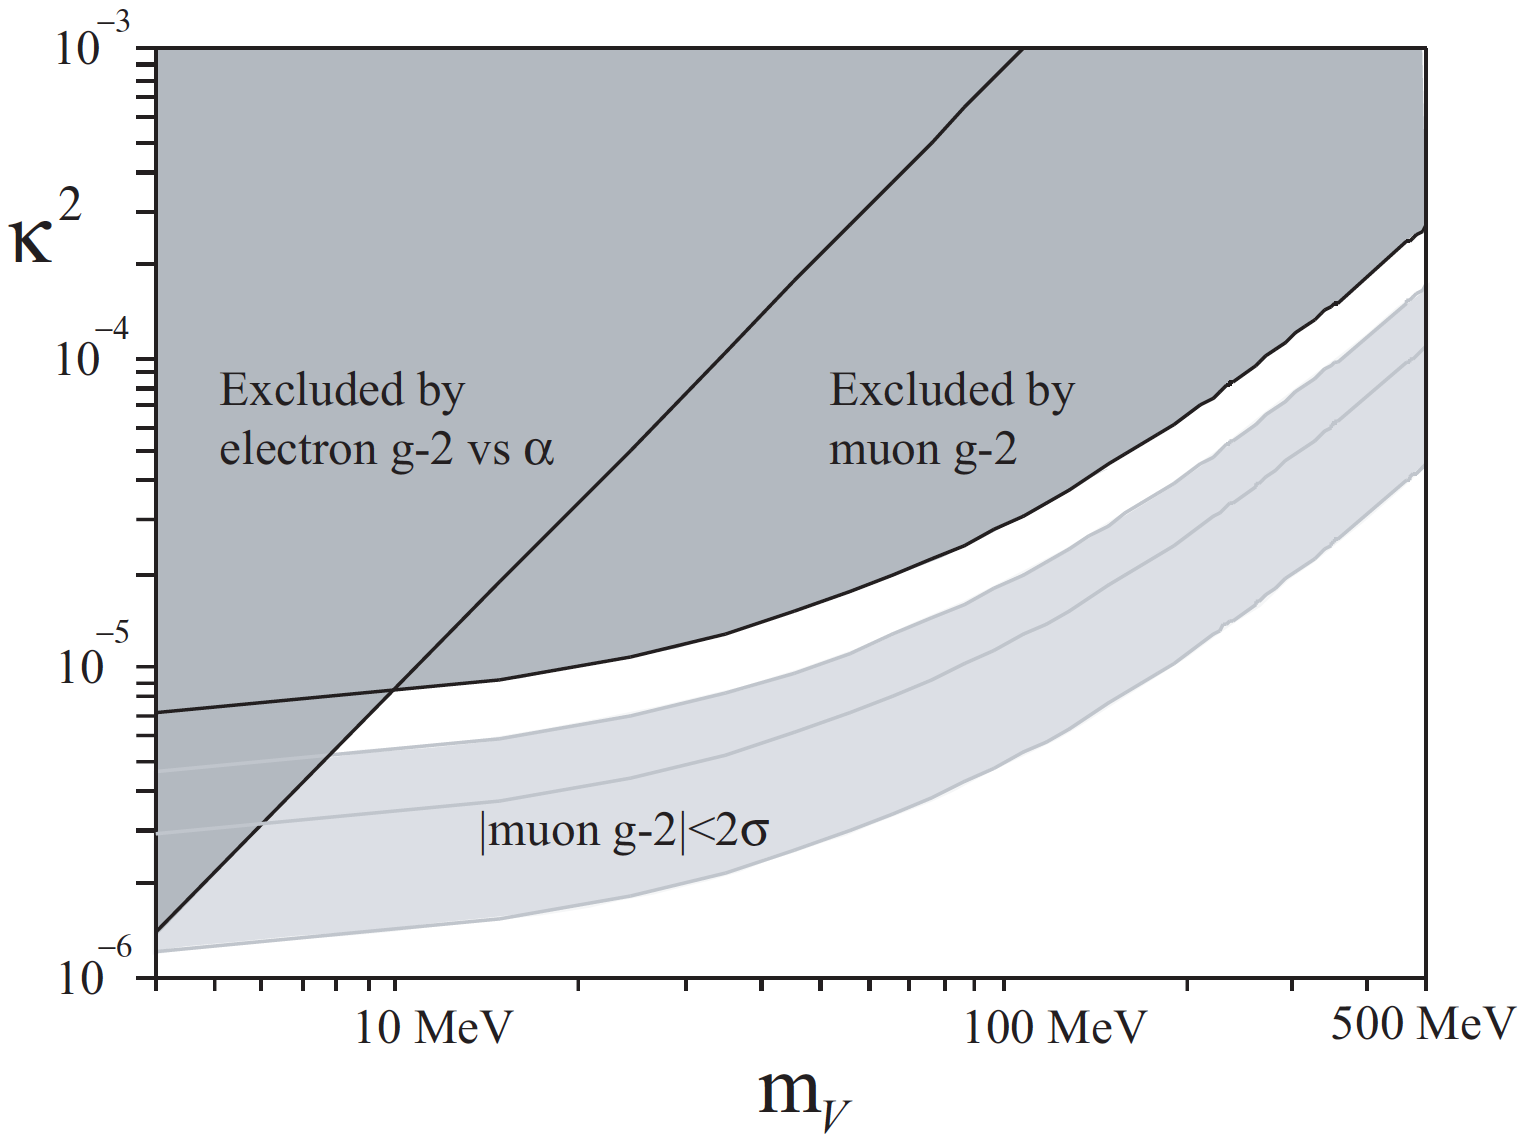 10⁻³
κ²
10⁻⁴
Excluded by
electron g-2 vs α
Excluded by
muon g-2
10⁻⁵
|muon g-2|<2σ
10⁻⁶
10 MeV
100 MeV
500 MeV
m_V